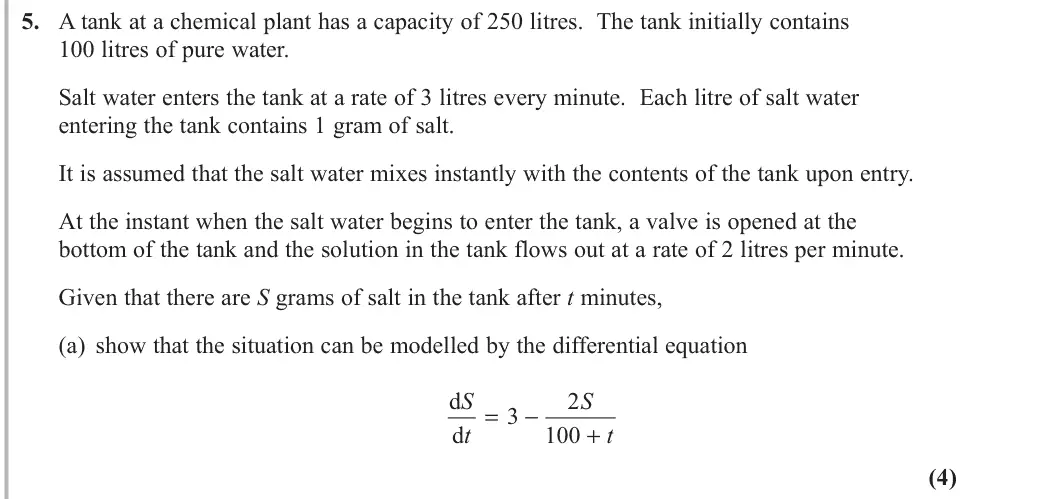 5. A tank at a chemical plant has a capacity of 250 litres. The tank initially contains
100 litres of pure water.
Salt water enters the tank at a rate of 3 litres every minute. Each litre of salt water
entering the tank contains 1 gram of salt.
It is assumed that the salt water mixes instantly with the contents of the tank upon entry.
At the instant when the salt water begins to enter the tank, a valve is opened at the
bottom of the tank and the solution in the tank flows out at a rate of 2 litres per minute.
Given that there are S grams of salt in the tank after t minutes,
(a) show that the situation can be modelled by the differential equation
dS/dt = 3 − 2S/(100 + t)
(4)